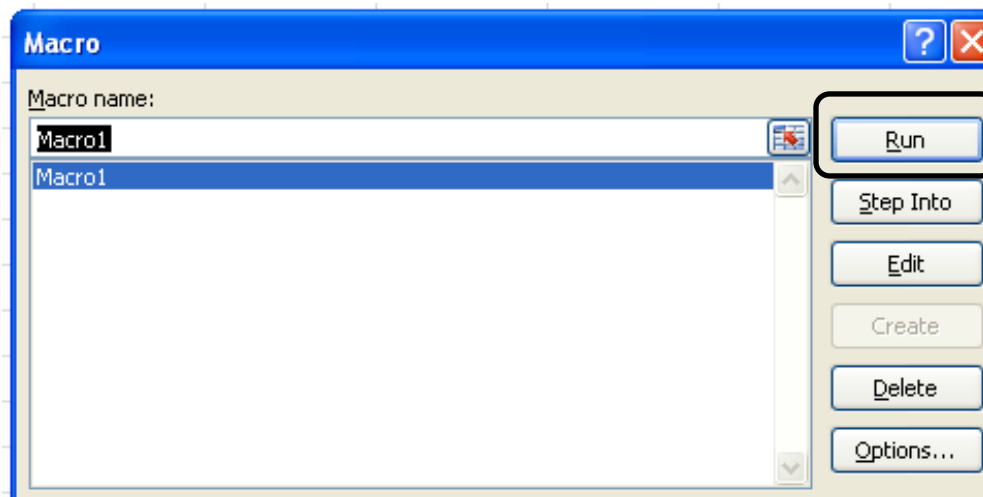 Macro
Macro name:
Macro1
Macro1
Run
Step Into
Edit
Create
Delete
Options...